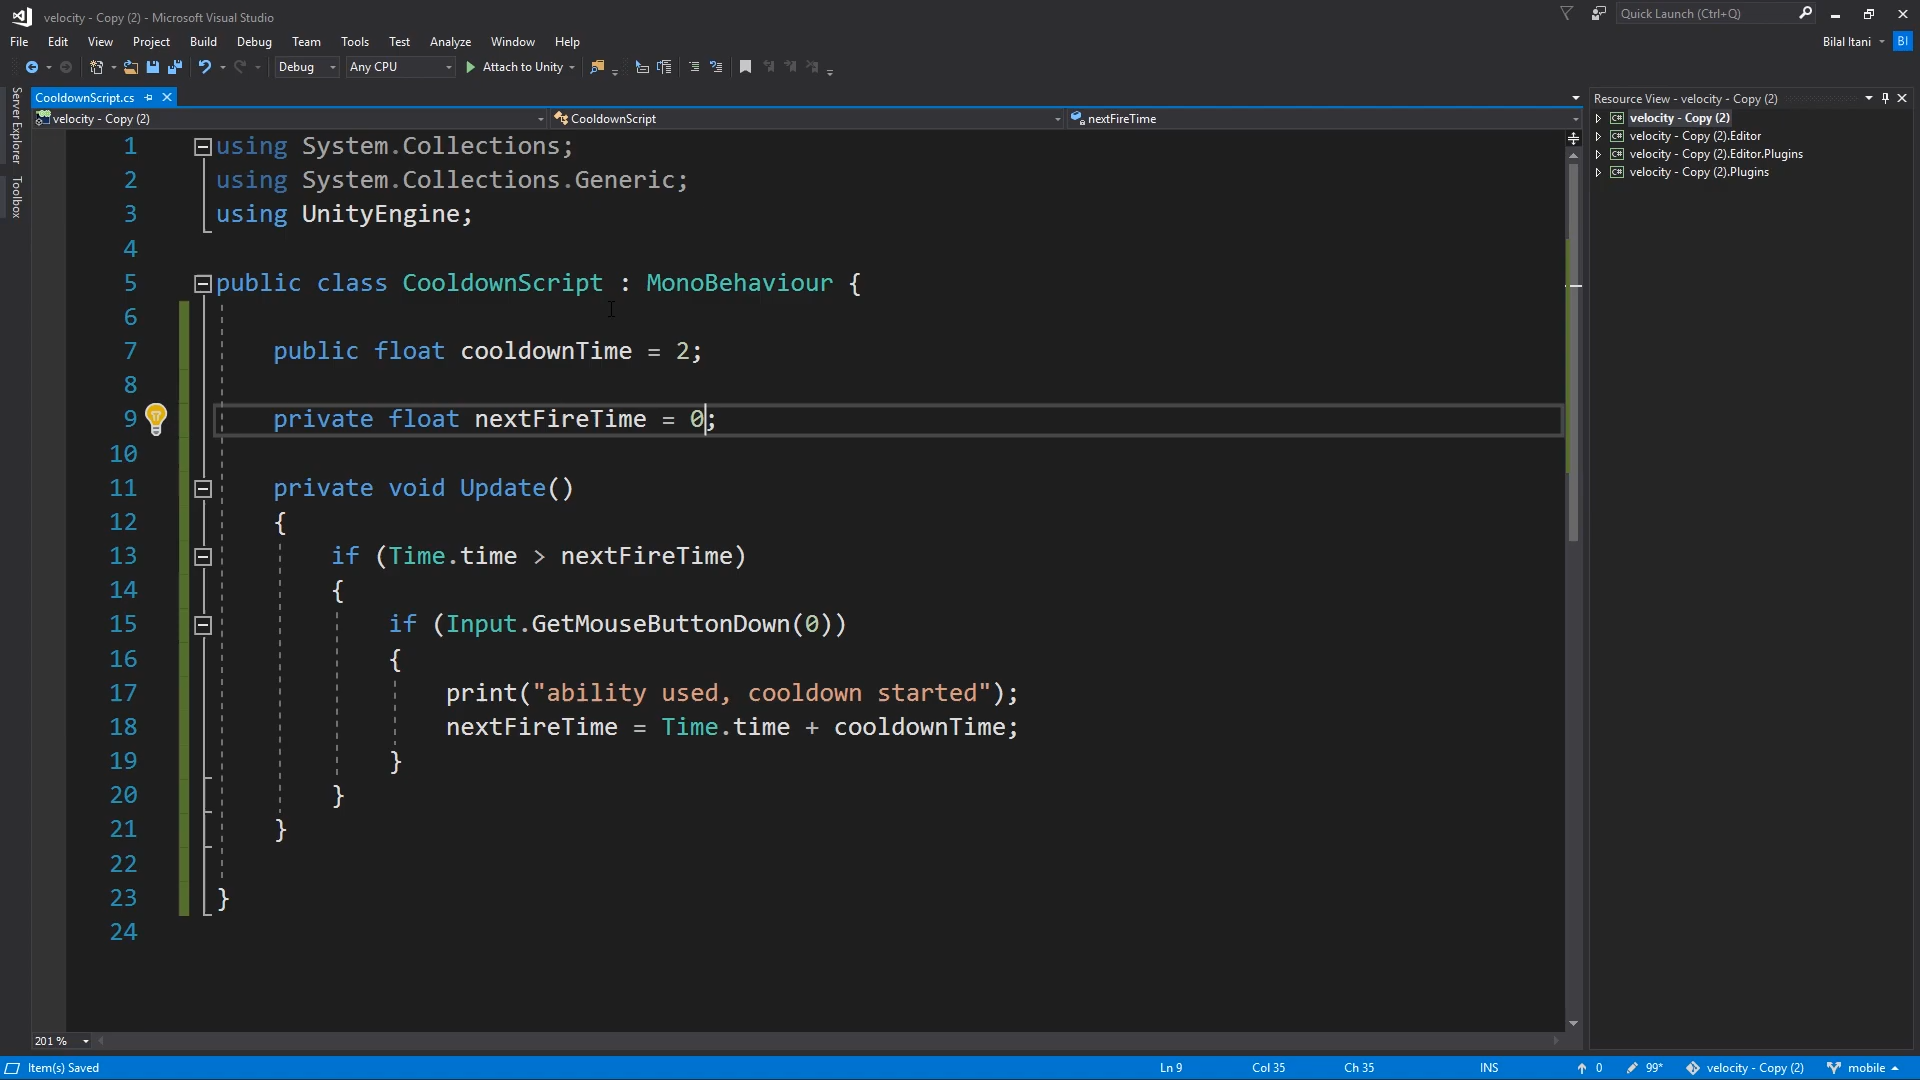 velocity - Copy (2) - Microsoft Visual Studio
Quick Launch (Ctrl+Q)
File Edit View Project Build Debug Team Tools Test Analyze Window Help
Bilal Itani BI
Debug Any CPU Attach to Unity
Server Explorer
Toolbox
CooldownScript.cs
velocity - Copy (2) CooldownScript nextFireTime
1 using System.Collections;
2 using System.Collections.Generic;
3 using UnityEngine;
4
5 public class CooldownScript : MonoBehaviour {
6
7 public float cooldownTime = 2;
8
9 private float nextFireTime = 0;
10
11 private void Update()
12 {
13 if (Time.time > nextFireTime)
14 {
15 if (Input.GetMouseButtonDown(0))
16 {
17 print("ability used, cooldown started");
18 nextFireTime = Time.time + cooldownTime;
19 }
20 }
21 }
22
23 }
24
201 %
Resource View - velocity - Copy (2)
C# velocity - Copy (2)
C# velocity - Copy (2).Editor
C# velocity - Copy (2).Editor.Plugins
C# velocity - Copy (2).Plugins
Item(s) Saved Ln 9 Col 35 Ch 35 INS 0 99* velocity - Copy (2) mobile